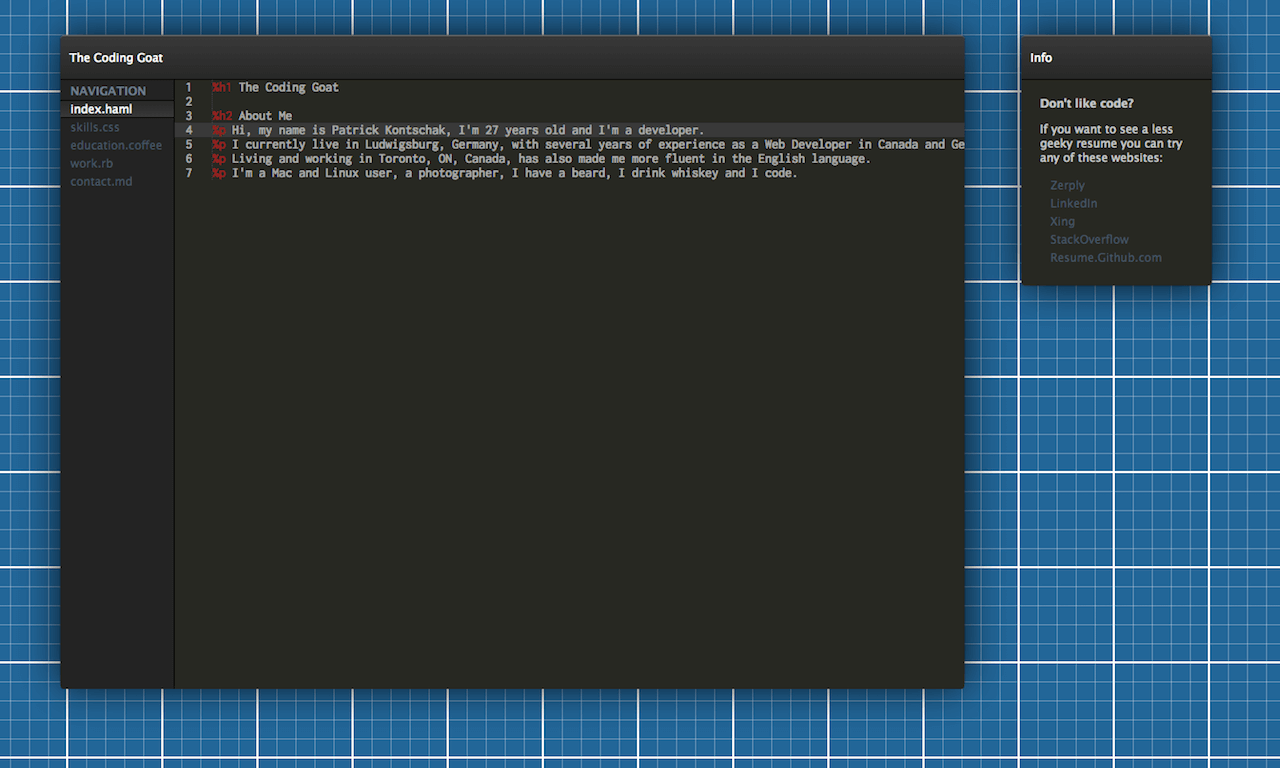 The Coding Goat
NAVIGATION
index.haml
skills.css
education.coffee
work.rb
contact.md
1 %h1 The Coding Goat
2
3 %h2 About Me
4 %p Hi, my name is Patrick Kontschak, I'm 27 years old and I'm a developer.
5 %p I currently live in Ludwigsburg, Germany, with several years of experience as a Web Developer in Canada and Ge
6 %p Living and working in Toronto, ON, Canada, has also made me more fluent in the English language.
7 %p I'm a Mac and Linux user, a photographer, I have a beard, I drink whiskey and I code.
Info
Don't like code?
If you want to see a less
geeky resume you can try
any of these websites:
Zerply
LinkedIn
Xing
StackOverflow
Resume.Github.com